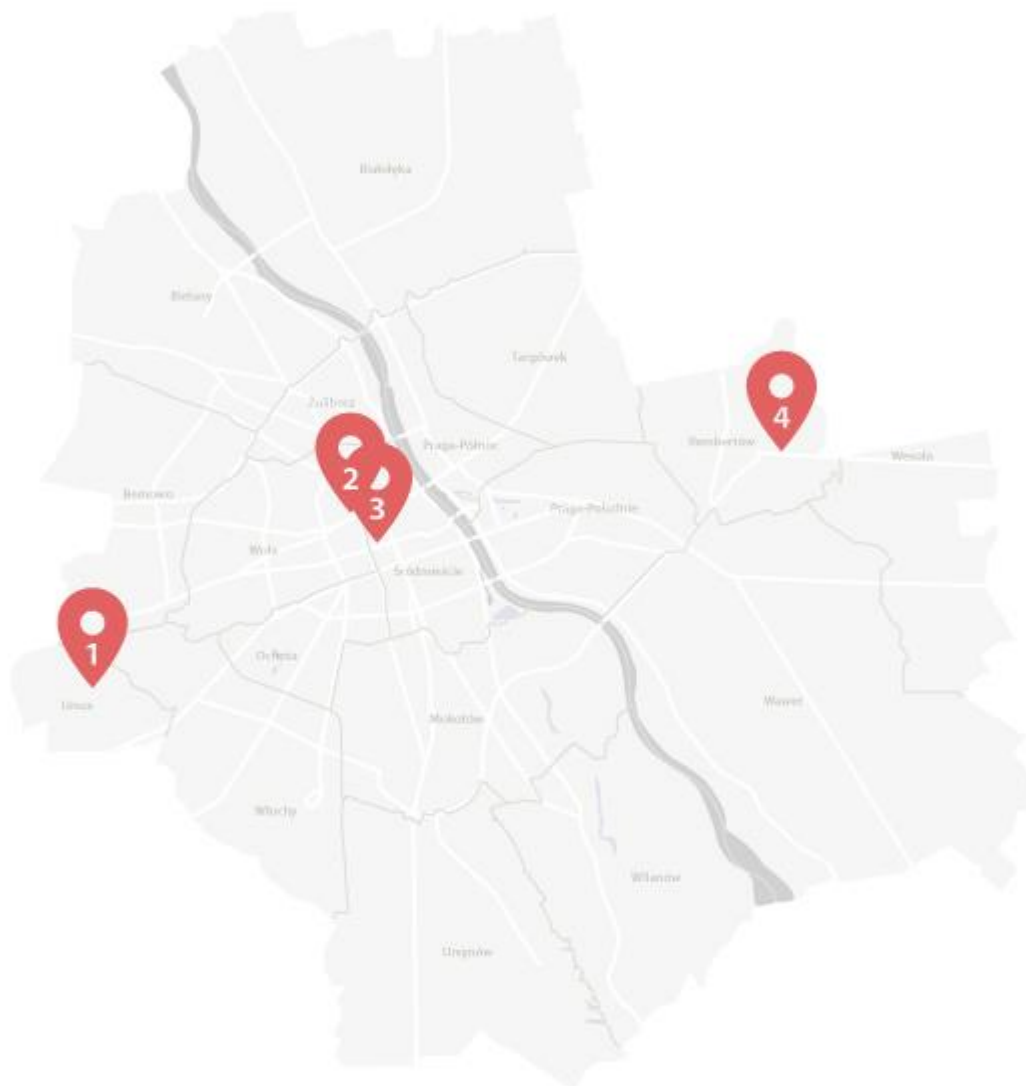 Białołęka
Bielany
Targówek
Żoliborz
4
Praga-Północ
Rembertów
Wesoła
2
3
Bemowo
Praga-Południe
Wola
Śródmieście
1
Ochota
Ursus
Wawer
Mokotów
Włochy
Wilanów
Ursynów